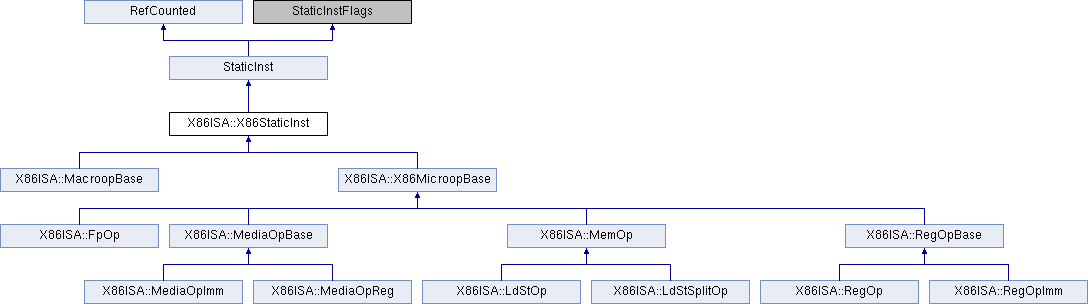 RefCounted
StaticInstFlags
StaticInst
X86ISA::X86StaticInst
X86ISA::MacroopBase
X86ISA::X86MicroopBase
X86ISA::FpOp
X86ISA::MediaOpBase
X86ISA::MemOp
X86ISA::RegOpBase
X86ISA::MediaOpImm
X86ISA::MediaOpReg
X86ISA::LdStOp
X86ISA::LdStSplitOp
X86ISA::RegOp
X86ISA::RegOpImm